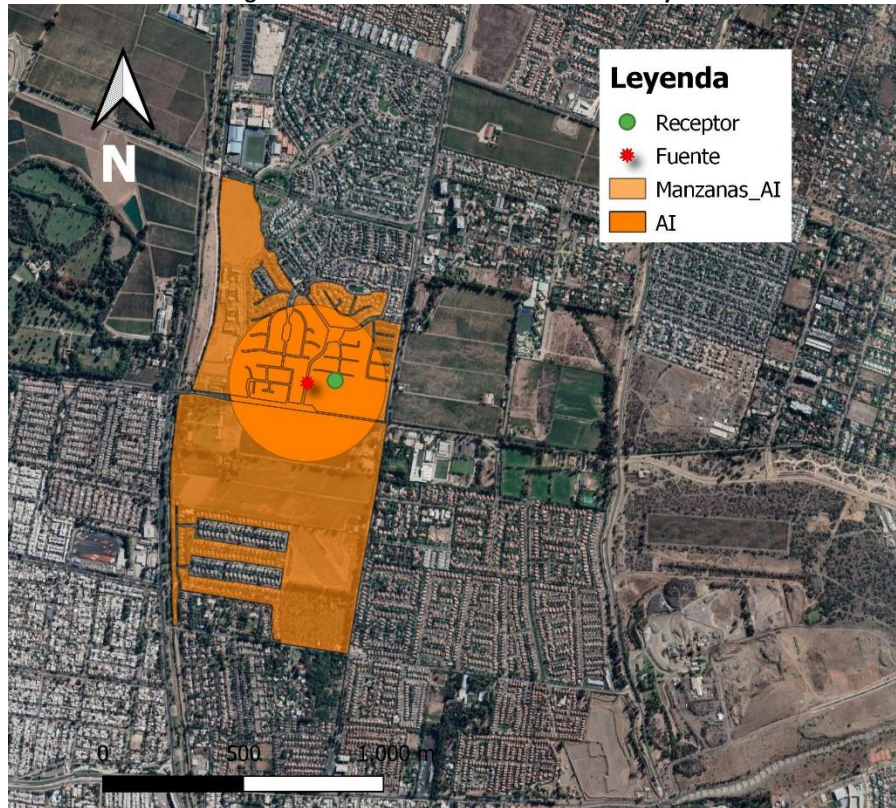 Leyenda
Receptor
Fuente
Manzanas_AI
AI
N
0 500 1.000 m